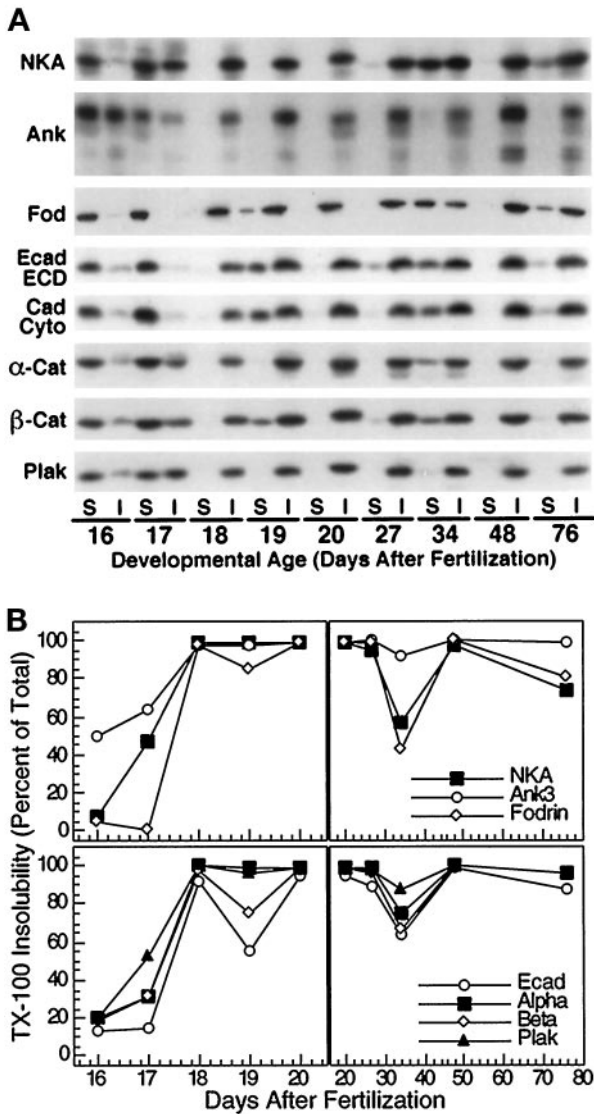 A
NKA
Ank
Fod
Ecad
ECD
Cad
Cyto
α-Cat
β-Cat
Plak
S I S I S I S I S I S I S I S I S I
16 17 18 19 20 27 34 48 76
Developmental Age (Days After Fertilization)
B
TX-100 Insolubility (Percent of Total)
100
80
60
40
20
0
NKA
Ank3
Fodrin
100
80
60
40
20
0
Ecad
Alpha
Beta
Plak
16 17 18 19 20 20 30 40 50 60 70 80
Days After Fertilization